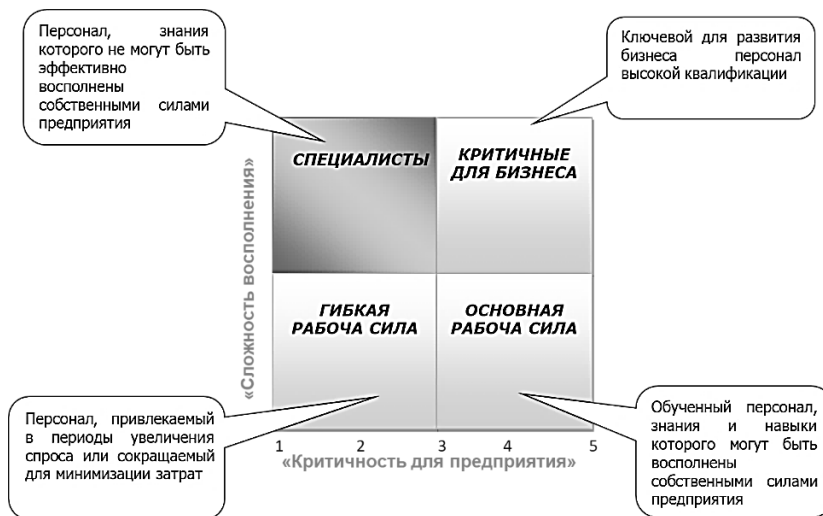 Персонал, знания
которого не могут быть
эффективно
восполнены
собственными силами
предприятия
Ключевой для развития
бизнеса персонал
высокой квалификации
СПЕЦИАЛИСТЫ
КРИТИЧНЫЕ
ДЛЯ БИЗНЕСА
«Сложность восполнения»
ГИБКАЯ
РАБОЧА СИЛА
ОСНОВНАЯ
РАБОЧА СИЛА
Персонал, привлекаемый
в периоды увеличения
спроса или сокращаемый
для минимизации затрат
Обученный персонал,
знания и навыки
которого могут быть
восполнены
собственными силами
предприятия
1 2 3 4 5
«Критичность для предприятия»